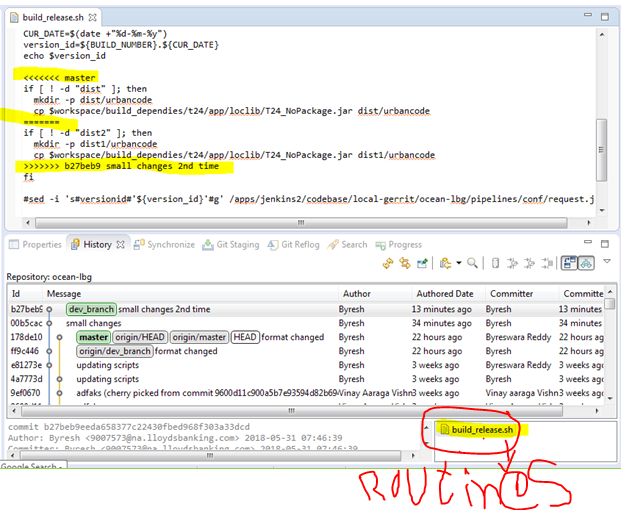 build_release.sh
CUR_DATE=$(date +"%d-%m-%y")
version_id=${BUILD_NUMBER}.${CUR_DATE}
echo $version_id
<<<<<<< master
if [ ! -d "dist" ]; then
mkdir -p dist/urbancode
cp $workspace/build_dependies/t24/app/loclib/T24_NoPackage.jar dist/urbancode
=======
if [ ! -d "dist2" ]; then
mkdir -p dist1/urbancode
cp $workspace/build_dependies/t24/app/loclib/T24_NoPackage.jar dist1/urbancode
>>>>>>> b27beb9 small changes 2nd time
fi
#sed -i 's#versionid#'${version_id}'#g' /apps/jenkins2/codebase/local-gerrit/ocean-lbg/pipelines/conf/request.j
Properties History Synchronize Git Staging Git Reflog Search Progress
Repository: ocean-lbg
Id Message Author Authored Date Committer Committe
b27beb9 dev_branch small changes 2nd time Byresh 13 minutes ago Byresh 13 minutes
00b5cac small changes Byresh 34 minutes ago Byresh 34 minutes
178de10 master origin/HEAD origin/master HEAD format changed Byresh 22 hours ago Byreswara Reddy 22 hours a
ff9c446 origin/dev_branch format changed Byresh 22 hours ago Byreswara Reddy 22 hours a
e81273e updating scripts Byresh 3 weeks ago Byresh 3 weeks a
4a7773d updating scripts Byresh 3 weeks ago Byresh 3 weeks a
9ef0670 adfaks (cherry picked from commit 9600d11c900a5b7e93594d82b69 Vinay Aaraga Vishn 3 weeks ago Vinay aaraga Vishn 3 weeks a
commit b27beb9eeda658377c22430fbed968f303a33dcd
Author: Byresh <9007573@na.lloydsbanking.com> 2018-05-31 07:46:39
Committer: Byresh <9007573@na.lloydsbanking.com> 2018-05-31 07:46:39
build_release.sh
Google Search
ROUtinOS